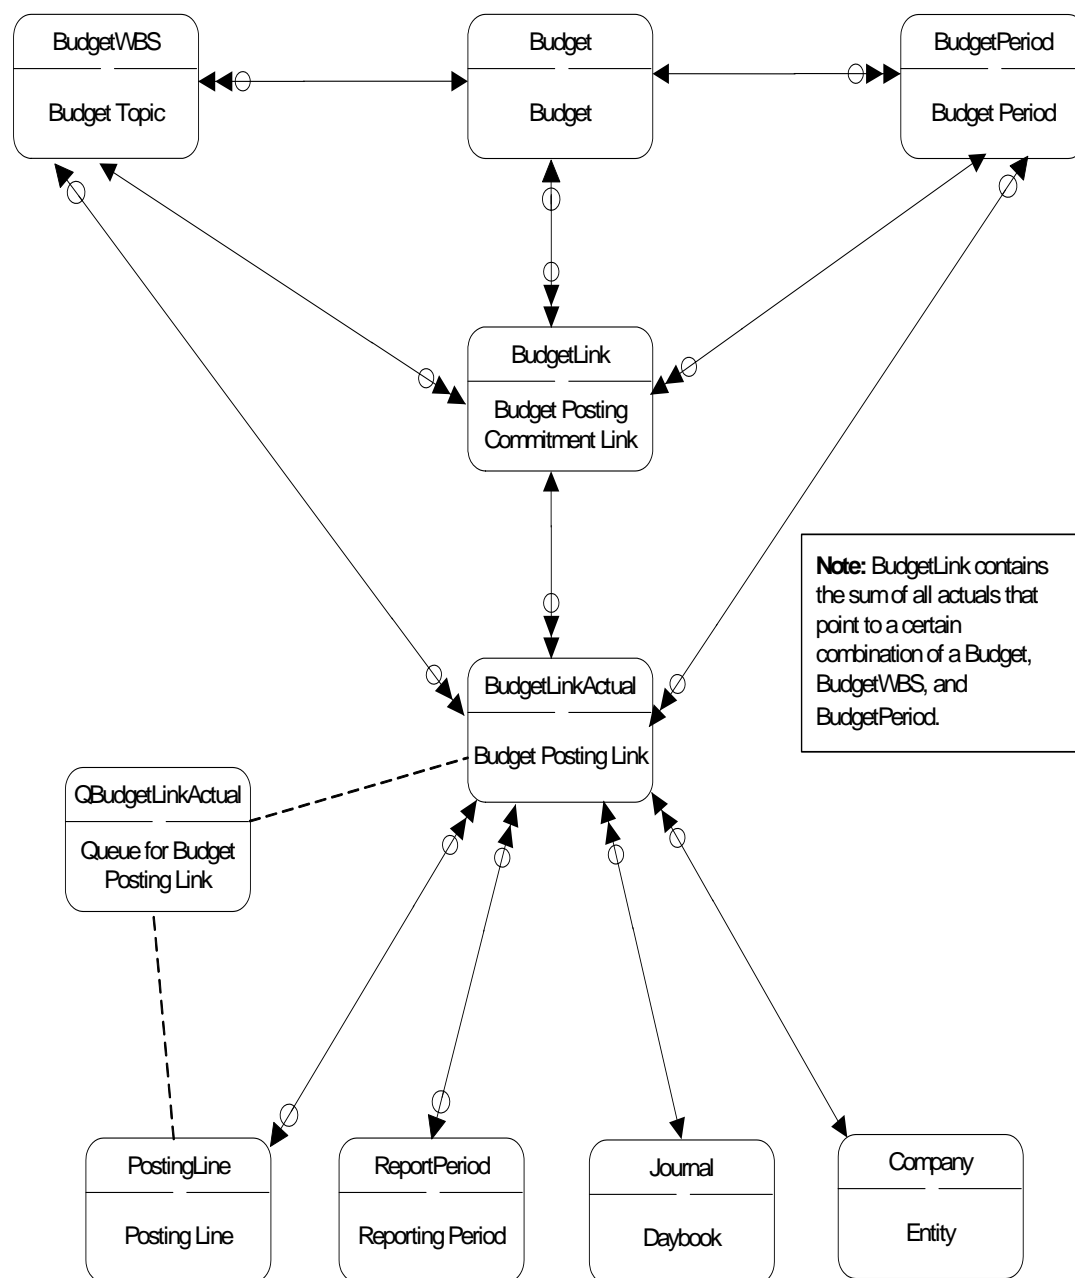 BudgetWBS
Budget Topic
Budget
Budget
BudgetPeriod
Budget Period
BudgetLink
Budget Posting
Commitment Link
Note: BudgetLink contains
the sum of all actuals that
point to a certain
combination of a Budget,
BudgetWBS, and
BudgetPeriod.
BudgetLinkActual
Budget Posting Link
QBudgetLinkActual
Queue for Budget
Posting Link
PostingLine
Posting Line
ReportPeriod
Reporting Period
Journal
Daybook
Company
Entity